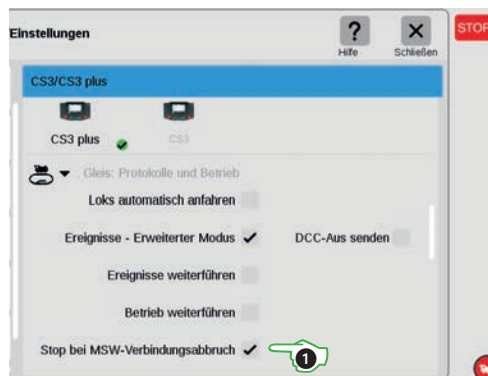 Einstellungen
?
Hilfe
Schließen
STOP
CS3/CS3 plus
CS3 plus
CS3
Gleis: Protokolle und Betrieb
Loks automatisch anfahren
Ereignisse - Erweiterter Modus
DCC-Aus senden
Ereignisse weiterführen
Betrieb weiterführen
Stop bei MSW-Verbindungsabbruch
1